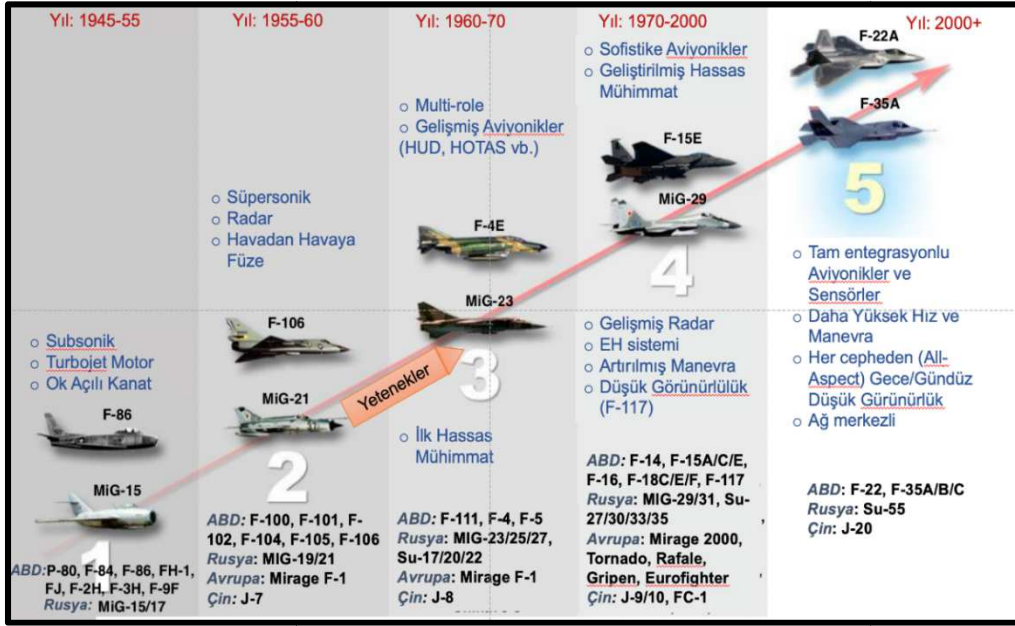 Yıl: 1945-55
Subsonik
Turbojet Motor
Ok Açılı Kanat
F-86
MiG-15
1
ABD:P-80, F-84, F-86, FH-1,
FJ, F-2H, F-3H, F-9F
Rusya: MiG-15/17
Yıl: 1955-60
Süpersonik
Radar
Havadan Havaya
Füze
F-106
MiG-21
2
ABD: F-100, F-101, F-
102, F-104, F-105, F-106
Rusya: MIG-19/21
Avrupa: Mirage F-1
Çin: J-7
Yetenekler
Yıl: 1960-70
Multi-role
Gelişmiş Aviyonikler
(HUD, HOTAS vb.)
F-4E
MiG-23
3
İlk Hassas
Mühimmat
ABD: F-111, F-4, F-5
Rusya: MIG-23/25/27,
Su-17/20/22
Avrupa: Mirage F-1
Çin: J-8
Yıl: 1970-2000
Sofistike Aviyonikler
Geliştirilmiş Hassas
Mühimmat
F-15E
MiG-29
4
Gelişmiş Radar
EH sistemi
Artırılmış Manevra
Düşük Görünürlülük
(F-117)
ABD: F-14, F-15A/C/E,
F-16, F-18C/E/F, F-117
Rusya: MIG-29/31, Su-
27/30/33/35
Avrupa: Mirage 2000,
Tornado, Rafale,
Gripen, Eurofighter
Çin: J-9/10, FC-1
Yıl: 2000+
F-22A
F-35A
5
Tam entegrasyonlu
Aviyonikler ve
Sensörler
Daha Yüksek Hız ve
Manevra
Her cepheden (All-
Aspect) Gece/Gündüz
Düşük Gürünürlük
Ağ merkezli
ABD: F-22, F-35A/B/C
Rusya: Su-55
Çin: J-20